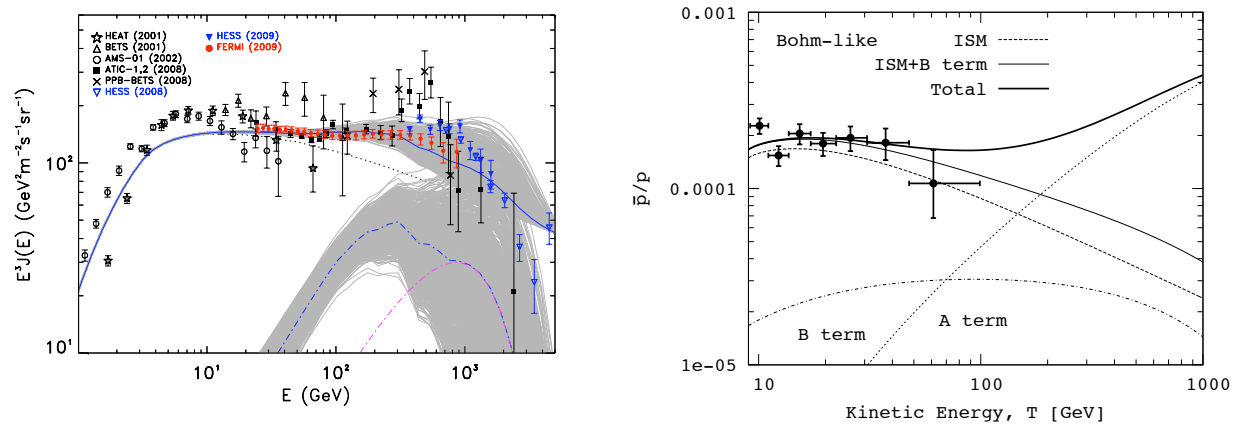 HEAT (2001)
BETS (2001)
AMS-01 (2002)
ATIC-1,2 (2008)
PPB-BETS (2008)
HESS (2008)
HESS (2009)
FERMI (2009)
E³J(E) (GeV²m⁻²s⁻¹sr⁻¹)
10¹
10²
10¹
10²
10³
E (GeV)
Bohm-like
ISM
ISM+B term
Total
B term
A term
p̄/p
0.001
0.0001
1e-05
10
100
1000
Kinetic Energy, T [GeV]